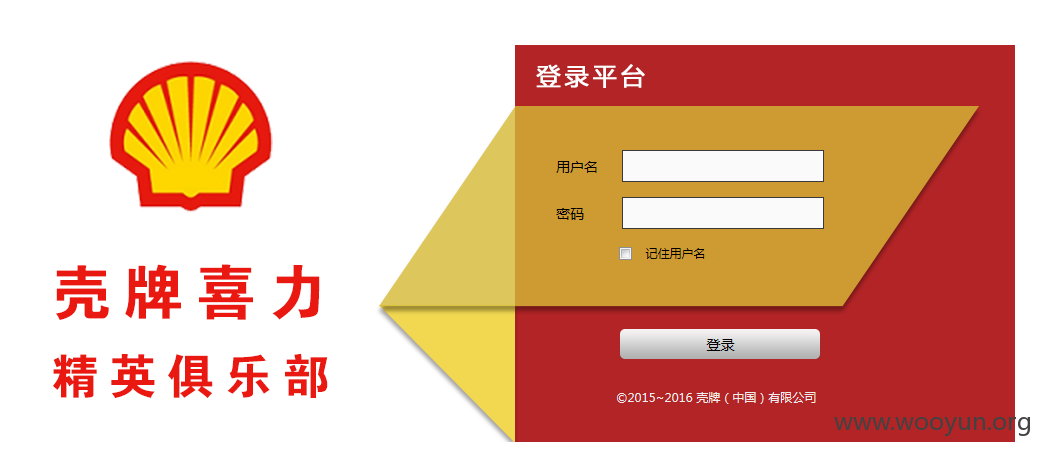 壳牌喜力
精英俱乐部
登录平台
用户名
密码
记住用户名
登录
©2015~2016 壳牌（中国）有限公司
www.wooyun.org